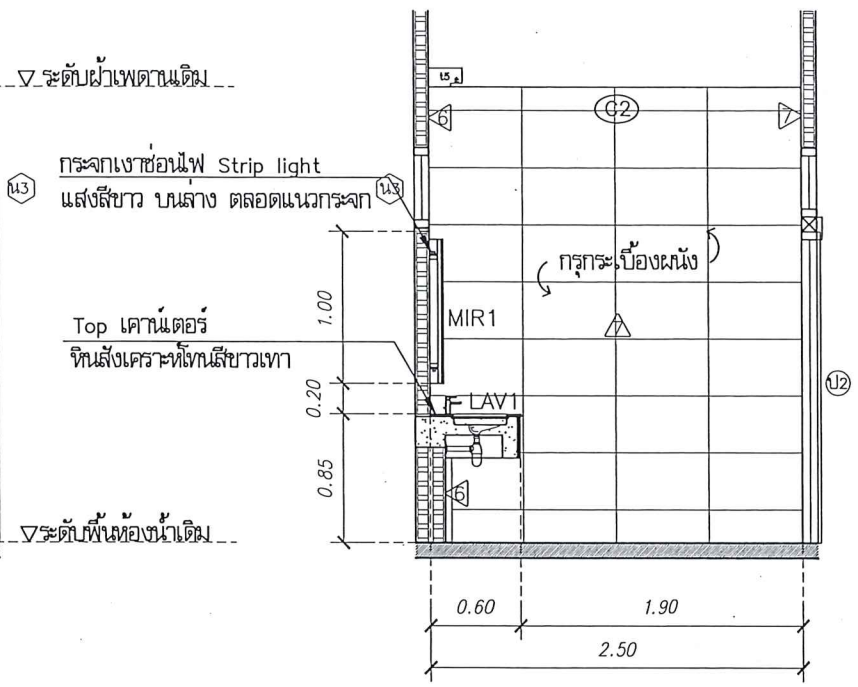 ระดับฝ้าเพดานเดิม
C2
6
7
กระจกเงาซ่อนไฟ Strip light
น3
แสงสีขาว บนล่าง ตลอดแนวกระจก
น3
กรุกระเบื้องผนัง
1.00
MIR1
7
Top เคาน์เตอร์
หินสังเคราะห์โทนสีขาวเทา
ป2
0.20
LAV1
0.85
6
ระดับพื้นห้องน้ำเดิม
0.60
1.90
2.50